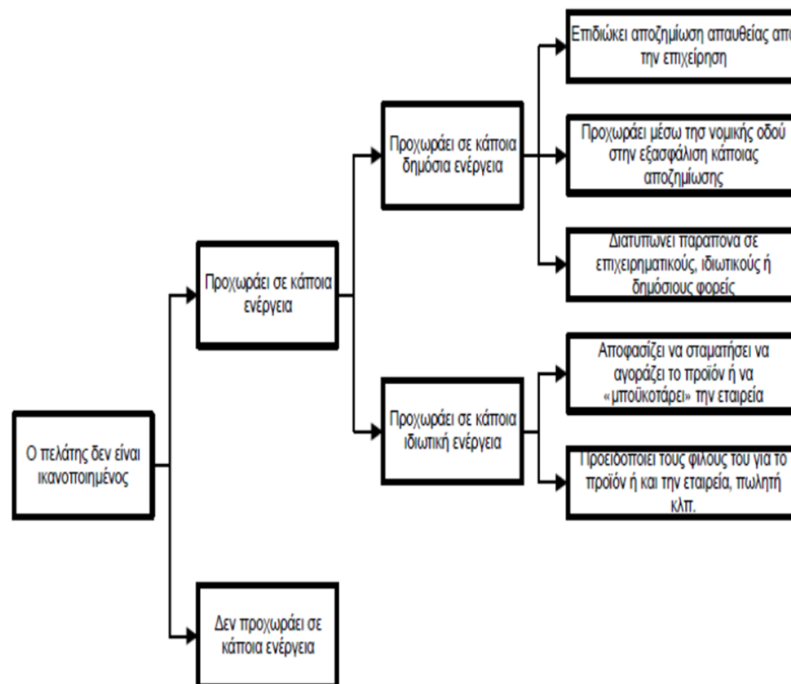 Επιδιώκει αποζημίωση απευθείας από
την επιχείρηση
Προχωράει σε κάποια
δημόσια ενέργεια
Προχωράει μέσω τησ νομικής οδού
στην εξασφάλιση κάποιας
αποζημίωσης
Διατυπώνει παράπονα σε
επιχειρηματικούς, ιδιωτικούς ή
δημόσιους φορείς
Προχωράει σε κάποια
ενέργεια
Αποφασίζει να σταματήσει να
αγοράζει το προϊόν ή να
«μποϋκοτάρει» την εταιρεία
Προχωράει σε κάποια
ιδιωτική ενέργεια
Ο πελάτης δεν είναι
ικανοποιημένος
Προειδοποιεί τους φίλους του για το
προϊόν ή και την εταιρεία, πωλητή
κλπ.
Δεν προχωράει σε
κάποια ενέργεια